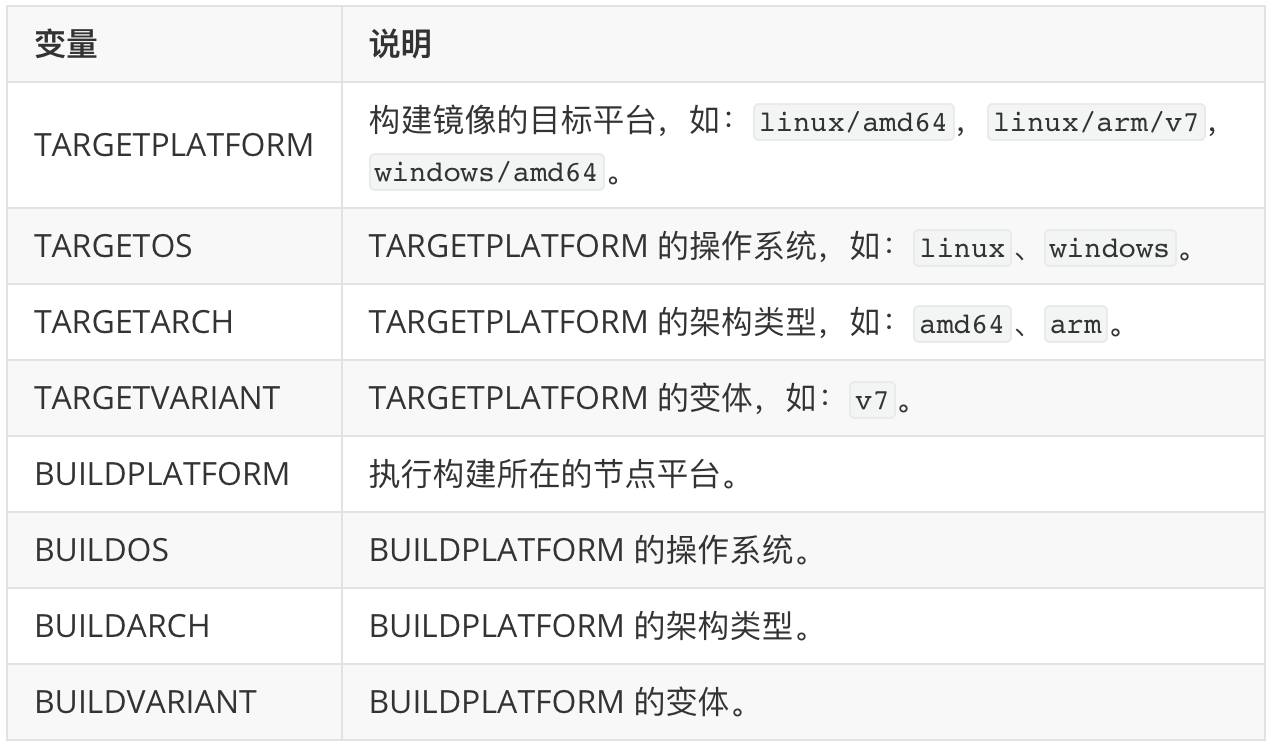 变量 说明
TARGETPLATFORM 构建镜像的目标平台，如： linux/amd64， linux/arm/v7，
windows/amd64。
TARGETOS TARGETPLATFORM 的操作系统，如： linux、windows。
TARGETARCH TARGETPLATFORM 的架构类型，如： amd64、arm。
TARGETVARIANT TARGETPLATFORM 的变体，如： v7。
BUILDPLATFORM 执行构建所在的节点平台。
BUILDOS BUILDPLATFORM 的操作系统。
BUILDARCH BUILDPLATFORM 的架构类型。
BUILDVARIANT BUILDPLATFORM 的变体。